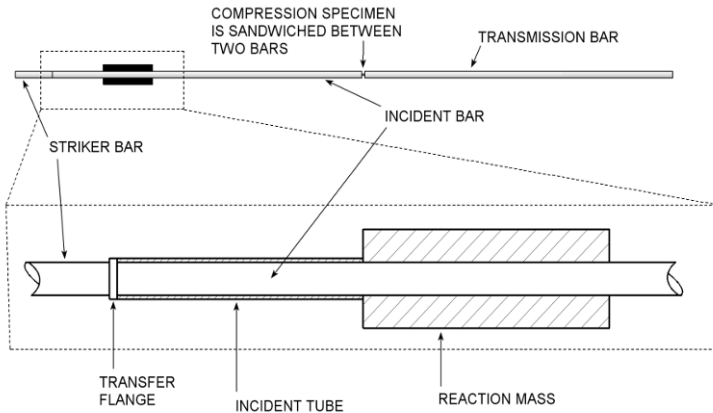 COMPRESSION SPECIMEN
IS SANDWICHED BETWEEN
TWO BARS
TRANSMISSION BAR
INCIDENT BAR
STRIKER BAR
TRANSFER
FLANGE
INCIDENT TUBE
REACTION MASS